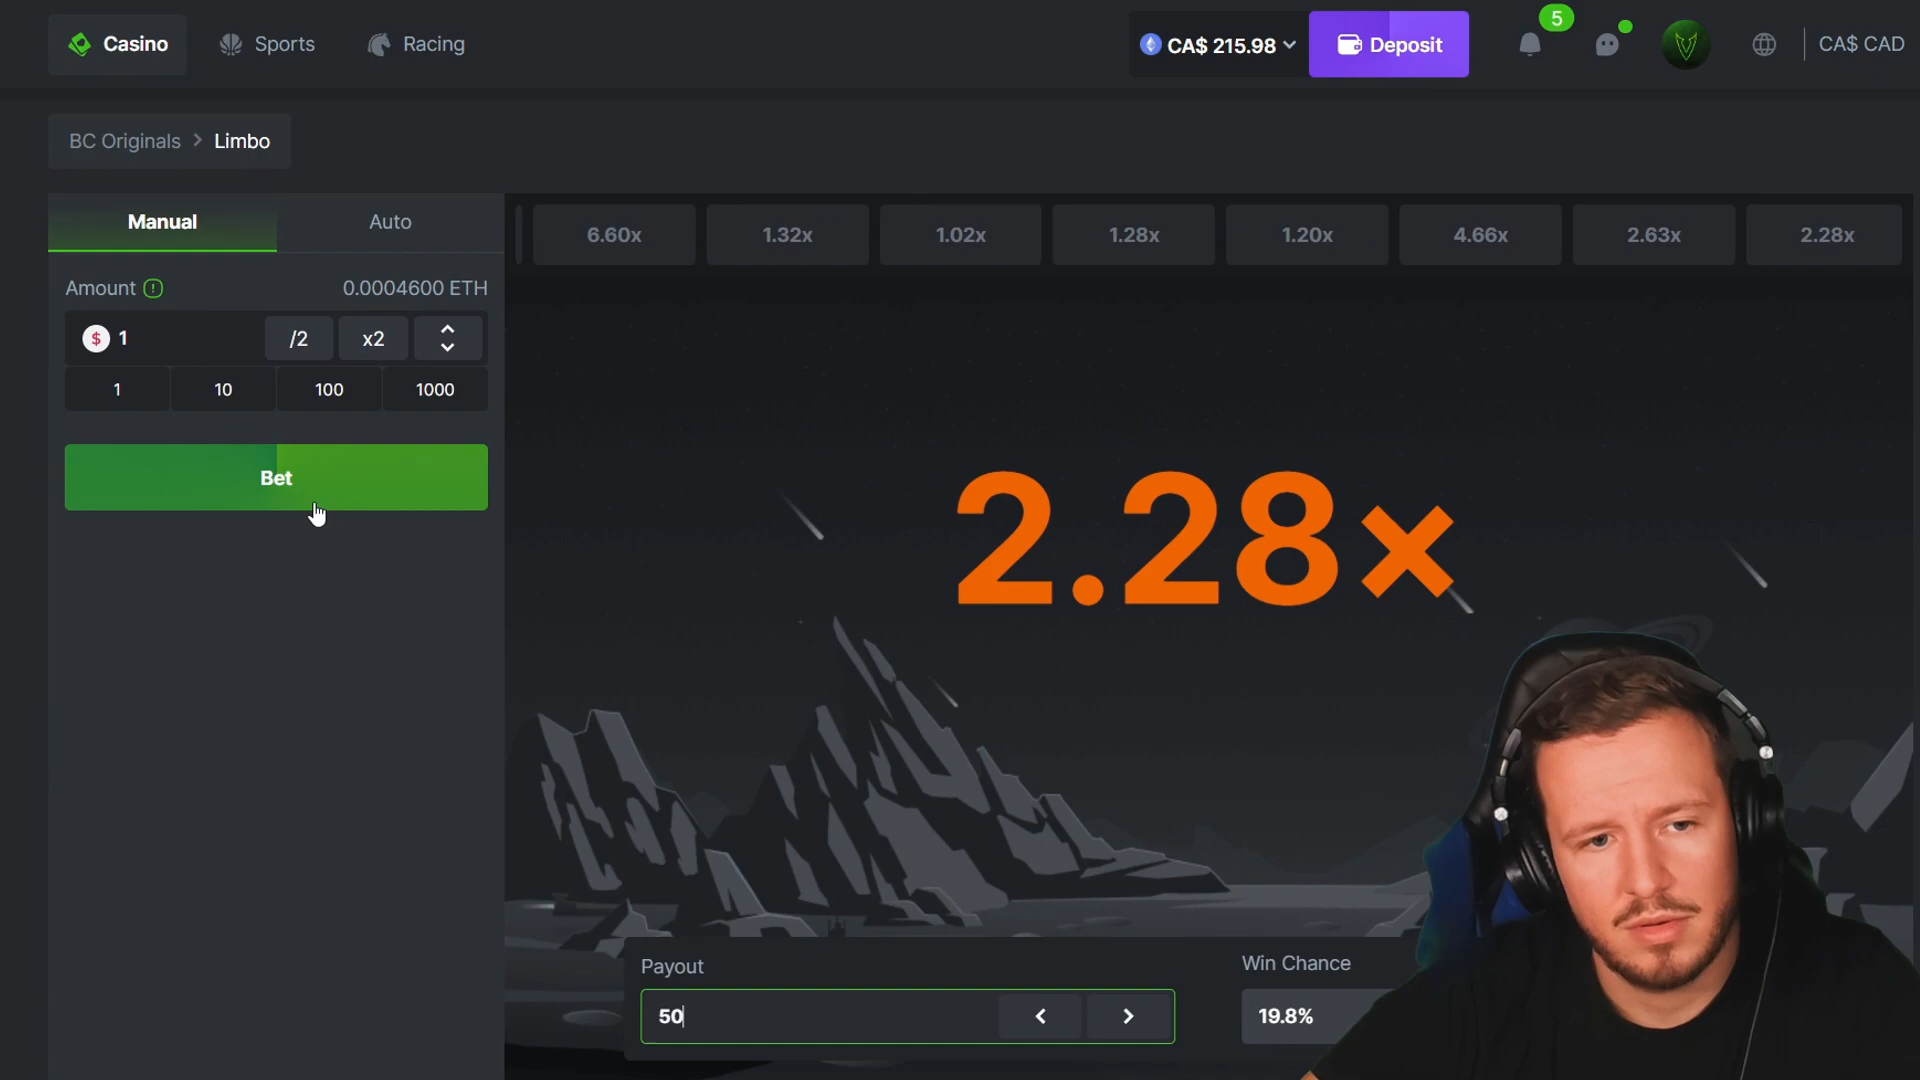 Casino
Sports
Racing
CA$ 215.98
Deposit
5
CA$ CAD
BC Originals > Limbo
Manual
Auto
6.60x
1.32x
1.02x
1.28x
1.20x
4.66x
2.63x
2.28x
Amount
0.0004600 ETH
$ 1
/2
x2
1
10
100
1000
Bet
2.28×
Payout
50
Win Chance
19.8%